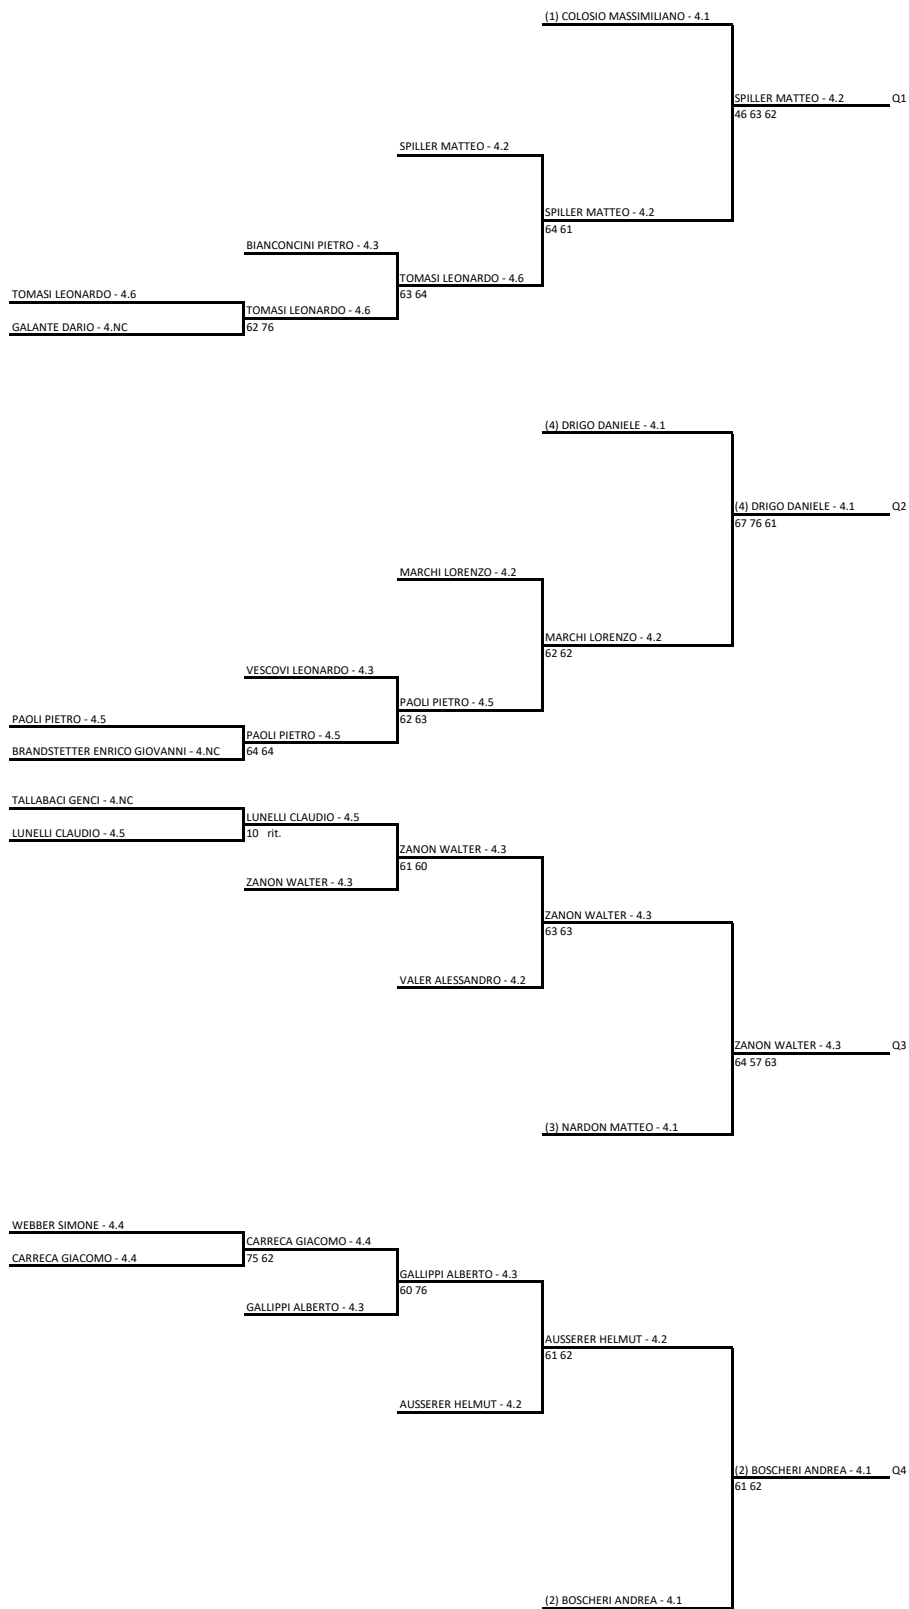 (1) COLOSIO MASSIMILIANO - 4.1
SPILLER MATTEO - 4.2 Q1
46 63 62
SPILLER MATTEO - 4.2
SPILLER MATTEO - 4.2
64 61
BIANCONCINI PIETRO - 4.3
TOMASI LEONARDO - 4.6
63 64
TOMASI LEONARDO - 4.6
TOMASI LEONARDO - 4.6
62 76
GALANTE DARIO - 4.NC
(4) DRIGO DANIELE - 4.1
(4) DRIGO DANIELE - 4.1 Q2
67 76 61
MARCHI LORENZO - 4.2
MARCHI LORENZO - 4.2
62 62
VESCOVI LEONARDO - 4.3
PAOLI PIETRO - 4.5
62 63
PAOLI PIETRO - 4.5
PAOLI PIETRO - 4.5
BRANDSTETTER ENRICO GIOVANNI - 4.NC 64 64
TALLABACI GENCI - 4.NC
LUNELLI CLAUDIO - 4.5
LUNELLI CLAUDIO - 4.5 10 rit.
ZANON WALTER - 4.3
61 60
ZANON WALTER - 4.3
ZANON WALTER - 4.3
63 63
VALER ALESSANDRO - 4.2
ZANON WALTER - 4.3 Q3
64 57 63
(3) NARDON MATTEO - 4.1
WEBBER SIMONE - 4.4
CARRECA GIACOMO - 4.4
CARRECA GIACOMO - 4.4 75 62
GALLIPPI ALBERTO - 4.3
60 76
GALLIPPI ALBERTO - 4.3
AUSSERER HELMUT - 4.2
61 62
AUSSERER HELMUT - 4.2
(2) BOSCHERI ANDREA - 4.1 Q4
61 62
(2) BOSCHERI ANDREA - 4.1